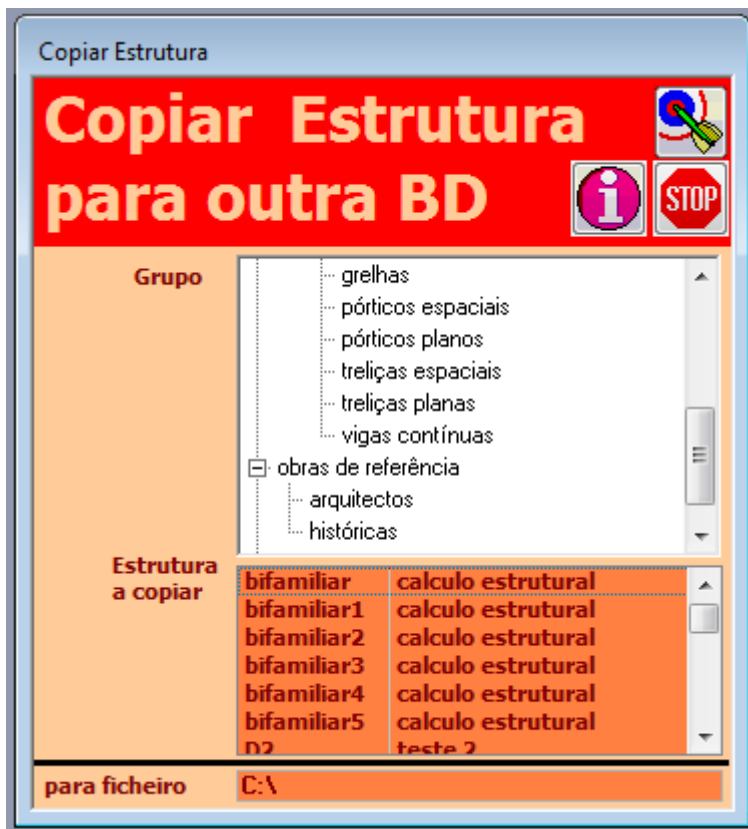 Copiar Estrutura
Copiar Estrutura
para outra BD
i
STOP
Grupo
grelhas
pórticos espaciais
pórticos planos
treliças espaciais
treliças planas
vigas contínuas
obras de referência
arquitectos
históricas
Estrutura
a copiar
bifamiliar calculo estrutural
bifamiliar1 calculo estrutural
bifamiliar2 calculo estrutural
bifamiliar3 calculo estrutural
bifamiliar4 calculo estrutural
bifamiliar5 calculo estrutural
D2 teste 2
para ficheiro C:\